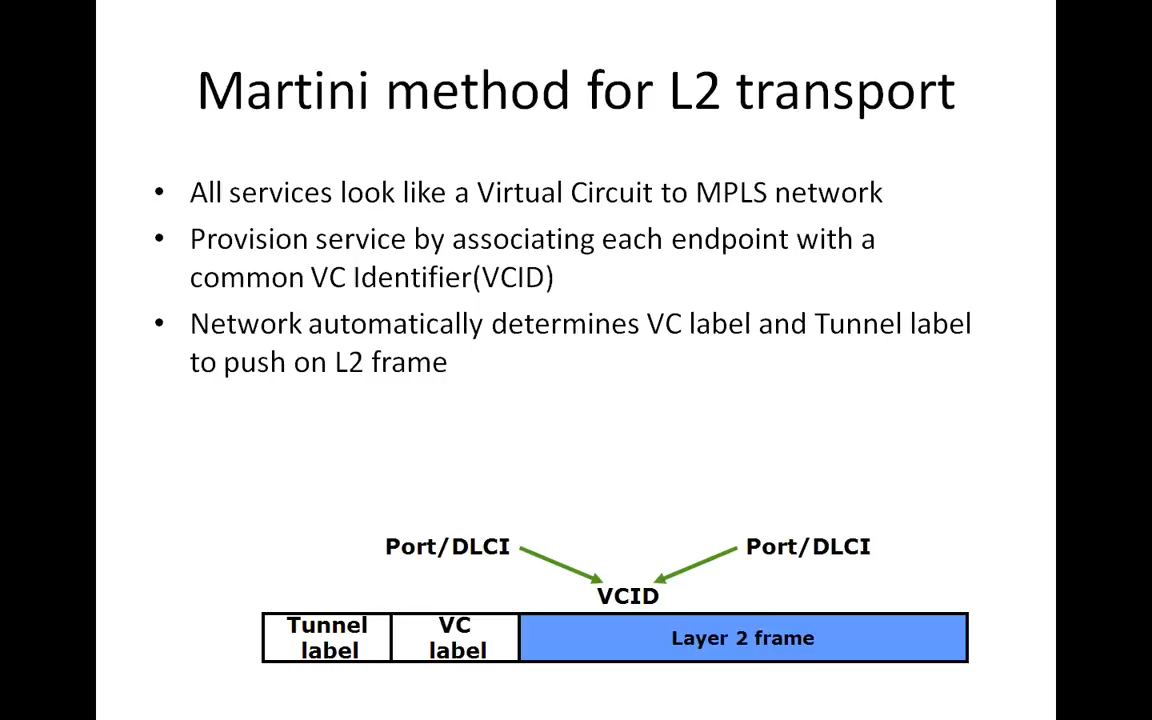 Martini method for L2 transport
• All services look like a Virtual Circuit to MPLS network
• Provision service by associating each endpoint with a
common VC Identifier(VCID)
• Network automatically determines VC label and Tunnel label
to push on L2 frame
Port/DLCI
Port/DLCI
VCID
Tunnel
label
VC
label
Layer 2 frame